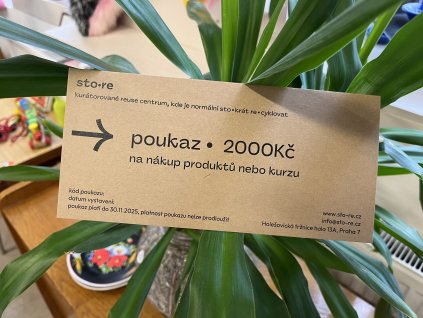 sto•re
kurátorované reuse centrum, kde je normální sto•krát re•cyklovat
poukaz • 2000Kč
na nákup produktů nebo kurzu
kód poukazu:
datum vystavení:
poukaz platí do 30.11.2025, platnost poukazu nelze prodloužit
www.sto-re.cz
info@sto-re.cz
Holešovická tržnice hala 13A, Praha 7